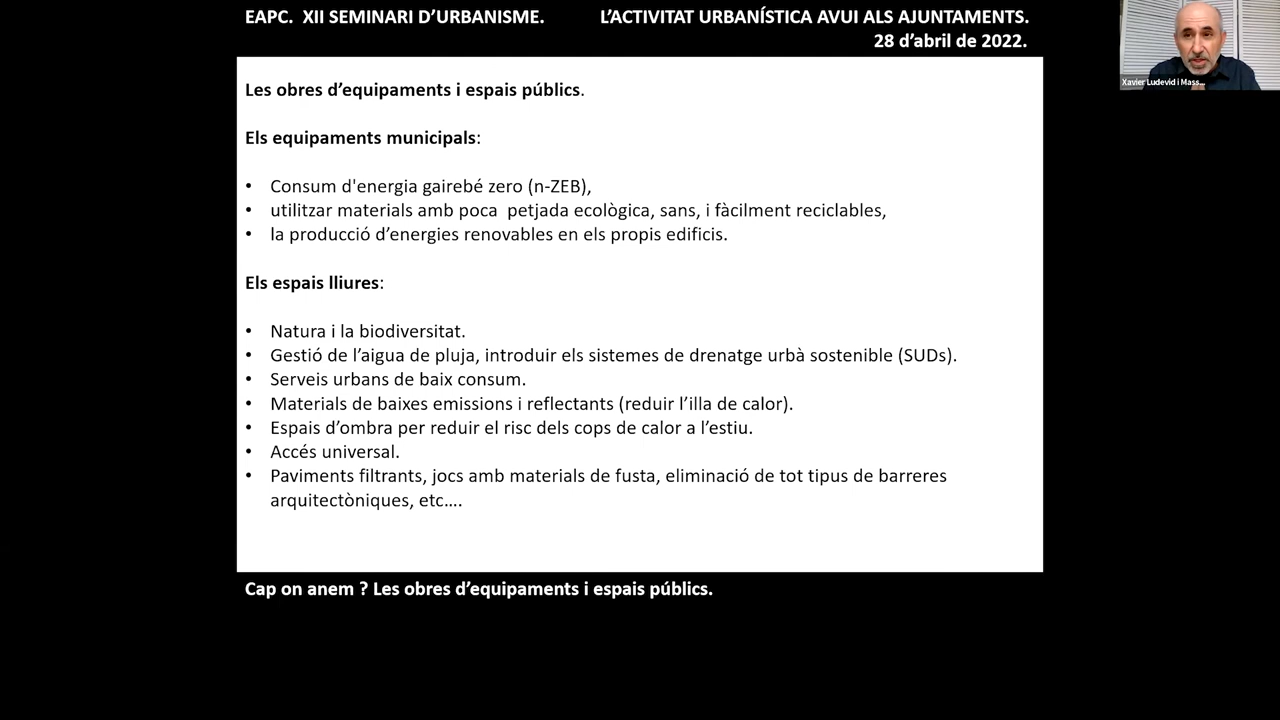 EAPC. XII SEMINARI D’URBANISME. L’ACTIVITAT URBANÍSTICA AVUI ALS AJUNTAMENTS.
28 d’abril de 2022.
Xavier Ludevid i Mass...
Les obres d’equipaments i espais públics.
Els equipaments municipals:
• Consum d'energia gairebé zero (n-ZEB),
• utilitzar materials amb poca petjada ecològica, sans, i fàcilment reciclables,
• la producció d’energies renovables en els propis edificis.
Els espais lliures:
• Natura i la biodiversitat.
• Gestió de l’aigua de pluja, introduir els sistemes de drenatge urbà sostenible (SUDs).
• Serveis urbans de baix consum.
• Materials de baixes emissions i reflectants (reduir l’illa de calor).
• Espais d’ombra per reduir el risc dels cops de calor a l’estiu.
• Accés universal.
• Paviments filtrants, jocs amb materials de fusta, eliminació de tot tipus de barreres
arquitectòniques, etc….
Cap on anem ? Les obres d’equipaments i espais públics.